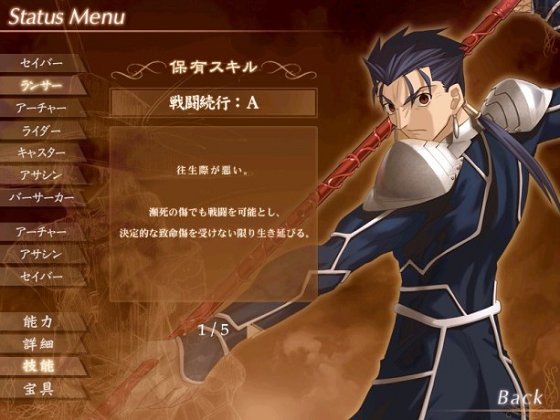 Status Menu
セイバー
ランサー
アーチャー
ライダー
キャスター
アサシン
バーサーカー
アーチャー
アサシン
セイバー
能力
詳細
技能
宝具
保有スキル
戦闘続行：A
往生際が悪い。
瀕死の傷でも戦闘を可能とし、
決定的な致命傷を受けない限り生き延びる。
1/5
Back